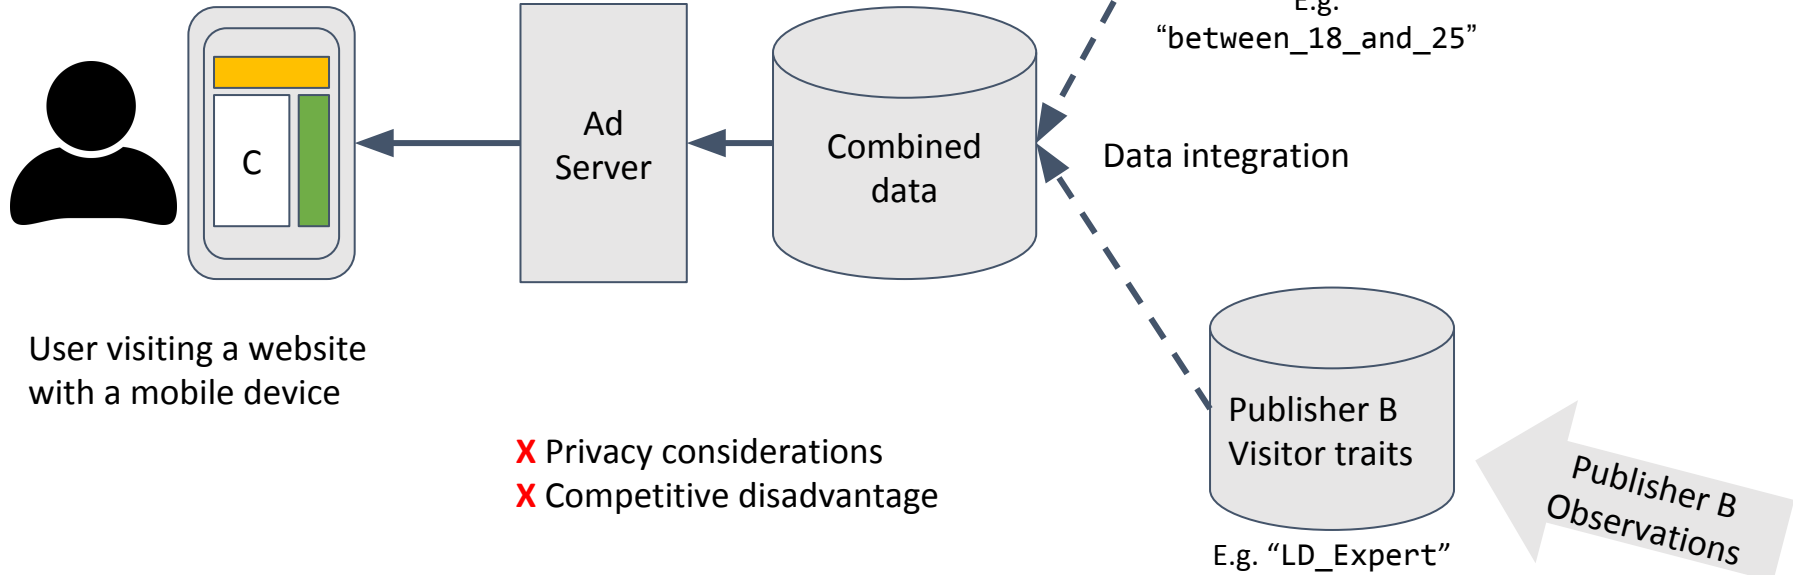 E.g.
“between_18_and_25”
C
Ad
Server
Combined
data
Data integration
User visiting a website
with a mobile device
X Privacy considerations
X Competitive disadvantage
Publisher B
Visitor traits
E.g. “LD_Expert”
Publisher B
Observations